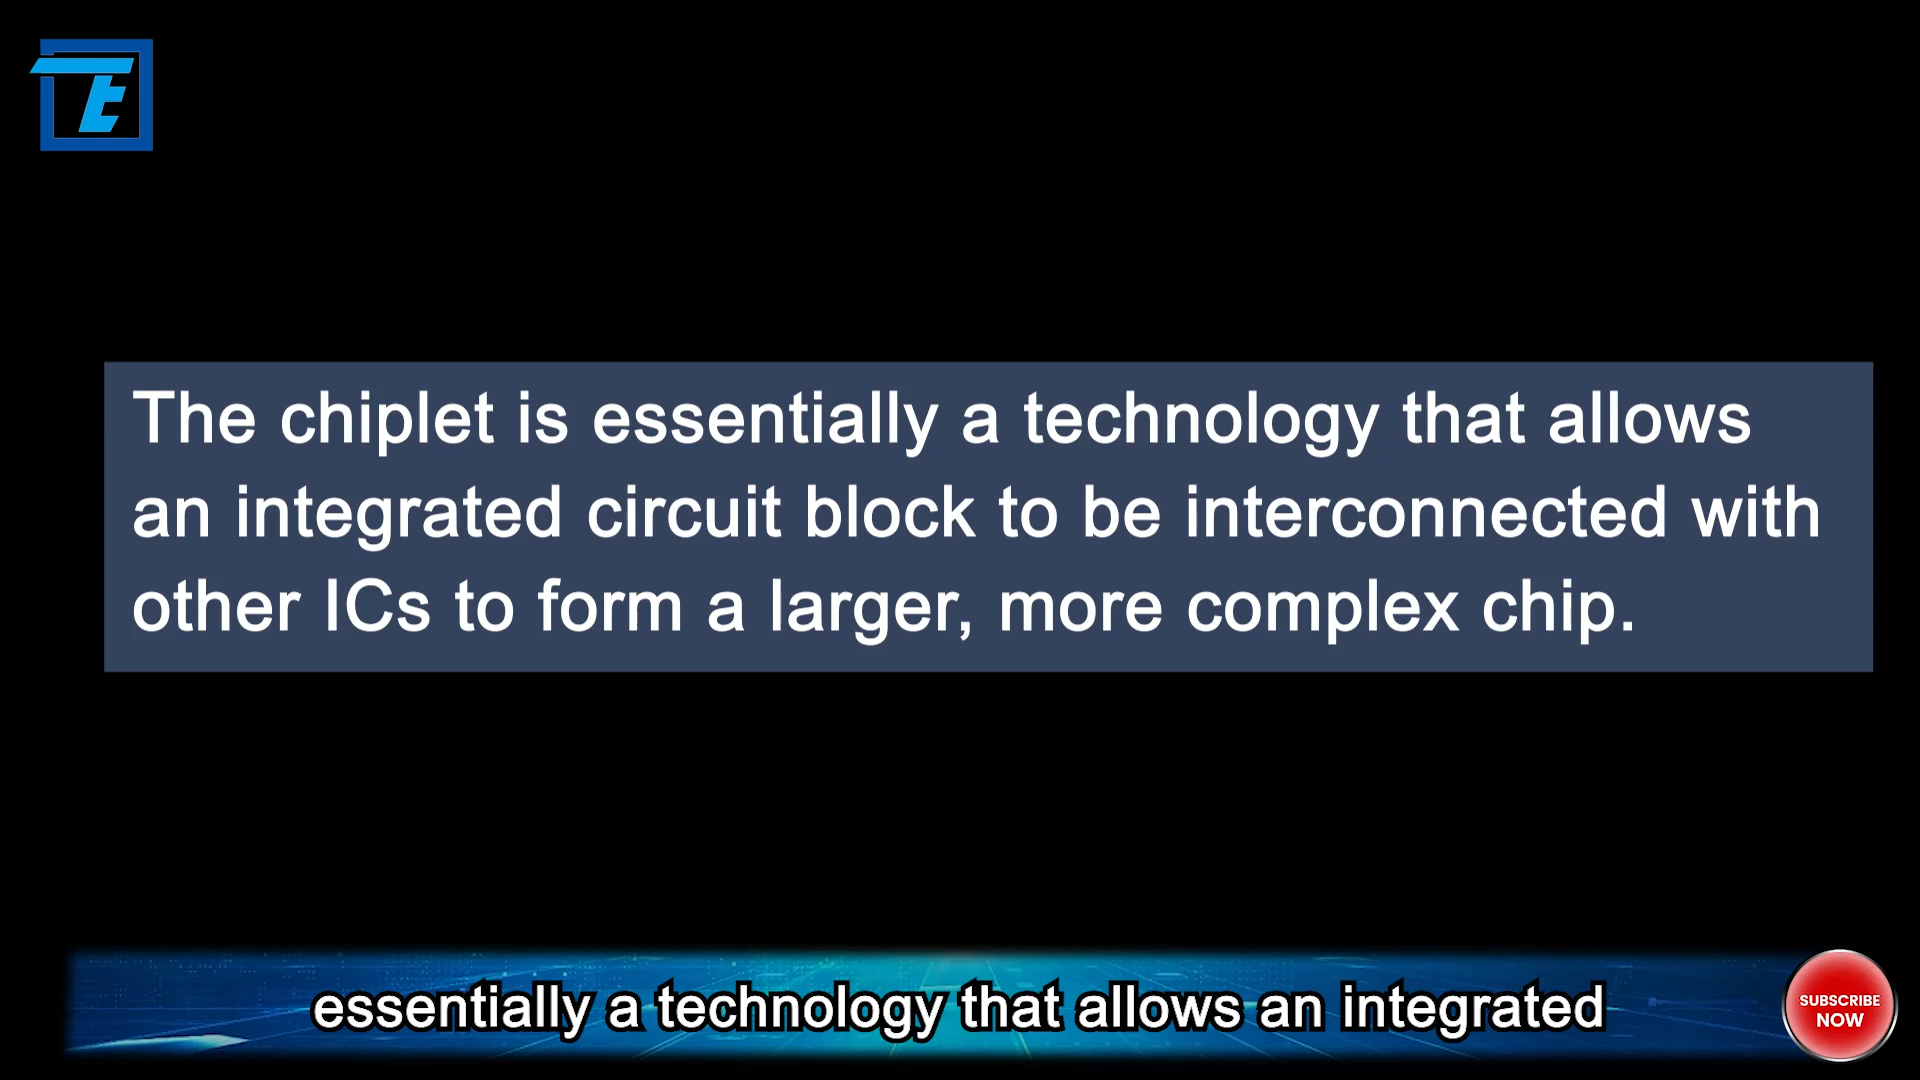 TE
The chiplet is essentially a technology that allows
an integrated circuit block to be interconnected with
other ICs to form a larger, more complex chip.
essentially a technology that allows an integrated
SUBSCRIBE
NOW